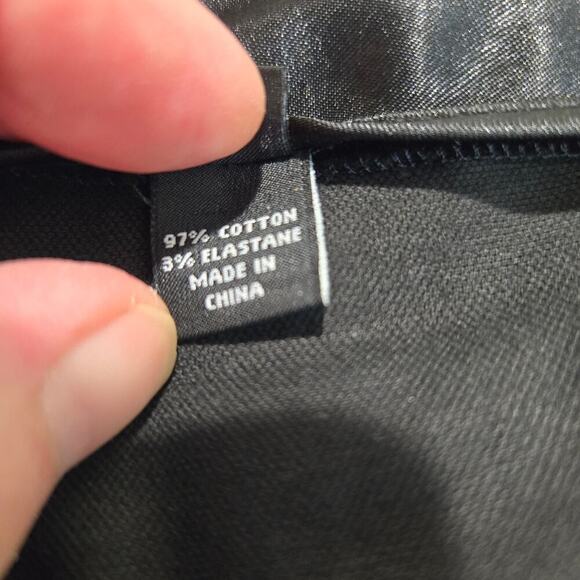 97% COTTON
3% ELASTANE
MADE IN
CHINA